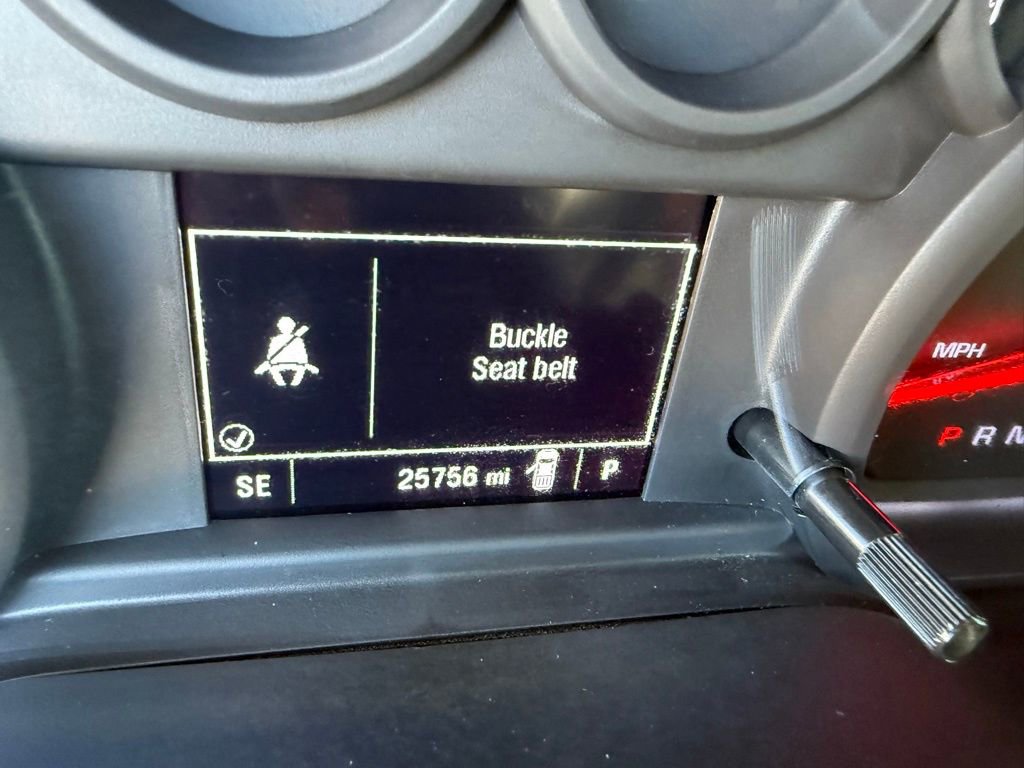 Buckle
Seat belt
SE
25756 mi
P
MPH
P R N